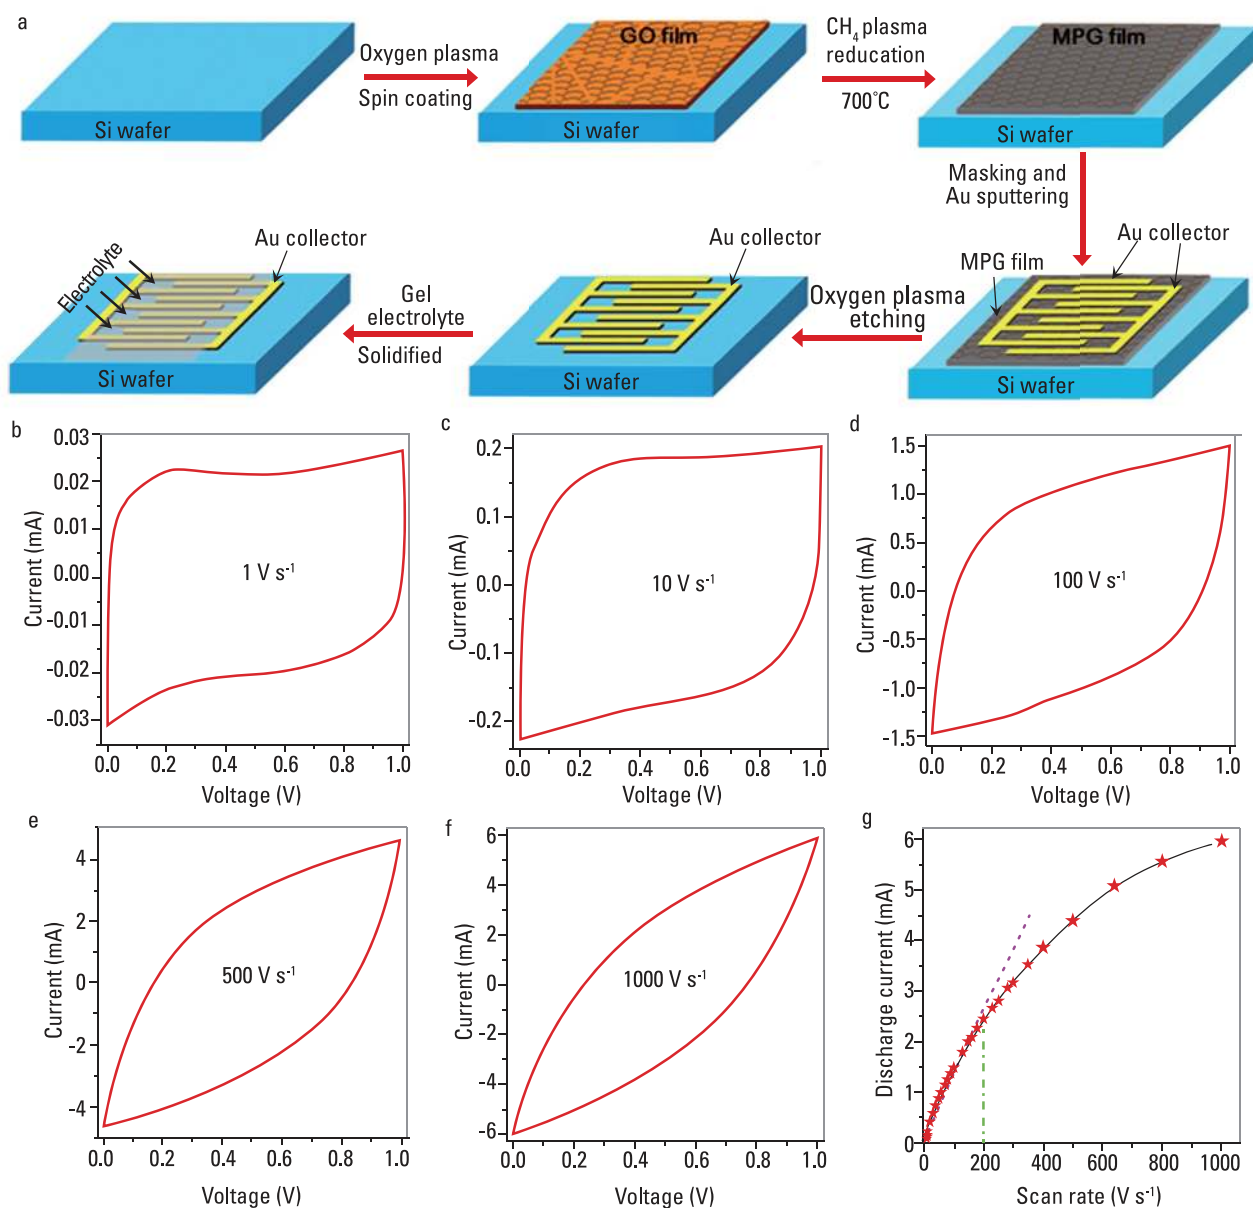 a
Oxygen plasma
Spin coating
GO film
CH₄ plasma
reducation
700°C
MPG film
Si wafer
Si wafer
Si wafer
Masking and
Au sputtering
Electrolyte
Au collector
Gel
electrolyte
Solidified
Au collector
Oxygen plasma
etching
MPG film
Au collector
Si wafer
Si wafer
Si wafer
b
0.03
0.02
0.01
0.00
-0.01
-0.02
-0.03
Current (mA)
1 V s⁻¹
0.0 0.2 0.4 0.6 0.8 1.0
Voltage (V)
c
0.2
0.1
0.0
-0.1
-0.2
Current (mA)
10 V s⁻¹
0.0 0.2 0.4 0.6 0.8 1.0
Voltage (V)
d
1.5
1.0
0.5
0.0
-0.5
-1.0
-1.5
Current (mA)
100 V s⁻¹
0.0 0.2 0.4 0.6 0.8 1.0
Voltage (V)
e
4
2
0
-2
-4
Current (mA)
500 V s⁻¹
0.0 0.2 0.4 0.6 0.8 1.0
Voltage (V)
f
6
4
2
0
-2
-4
-6
Current (mA)
1000 V s⁻¹
0.0 0.2 0.4 0.6 0.8 1.0
Voltage (V)
g
6
5
4
3
2
1
0
Discharge current (mA)
0 200 400 600 800 1000
Scan rate (V s⁻¹)